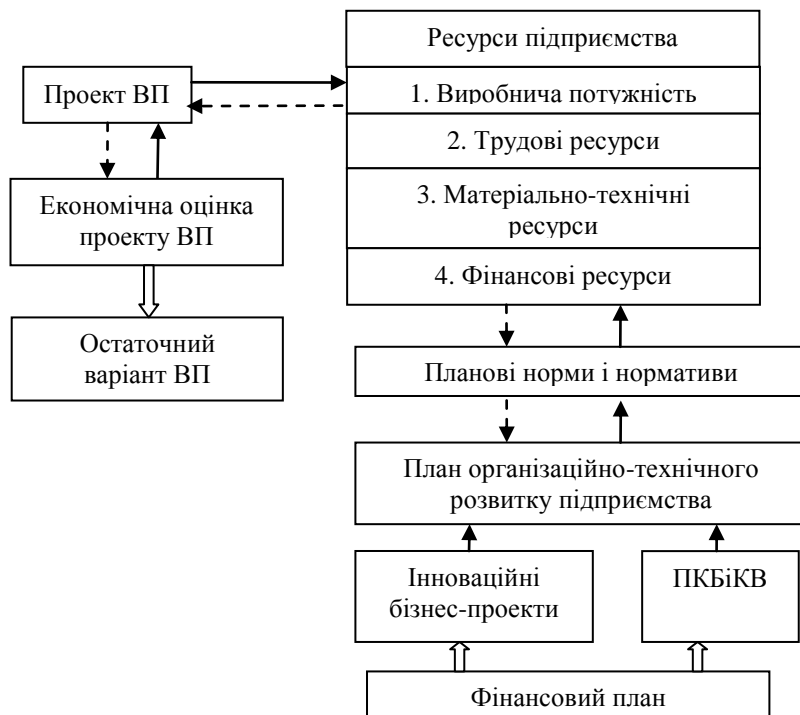 Ресурси підприємства
Проект ВП
1. Виробнича потужність
2. Трудові ресурси
Економічна оцінка
проекту ВП
3. Матеріально-технічні
ресурси
4. Фінансові ресурси
Остаточний
варіант ВП
Планові норми і нормативи
План організаційно-технічного
розвитку підприємства
Інноваційні
бізнес-проекти
ПКБіКВ
Фінансовий план